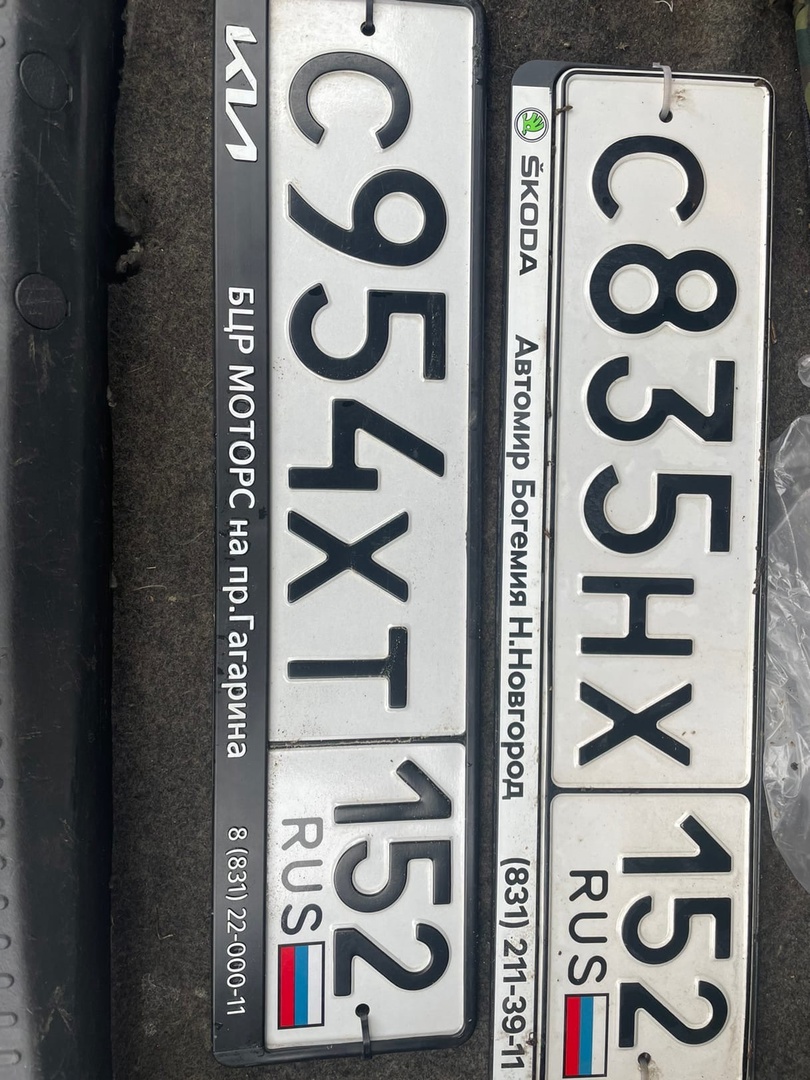 С954ХТ
152
RUS
KIA
БЦР МОТОРС на пр.Гагарина
8 (831) 22-000-11
С835НХ
152
RUS
ŠKODA
Автомир Богемия Н.Новгород
(831) 211-39-11